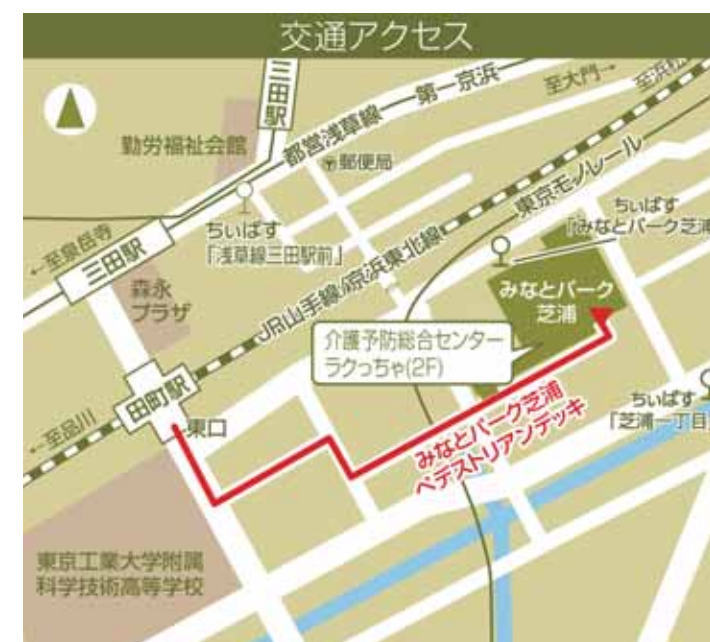 交通アクセス
三田駅
第一京浜
至大門→
至浜松
勤労福祉会館
都営浅草線
〒郵便局
東京モノレール
ちぃばす
「みなとパーク芝浦
ちぃばす
「浅草線三田駅前」
←至泉岳寺
三田駅
JR山手線・京浜東北線
みなとパーク
芝浦
森永
プラザ
介護予防総合センター
ラクっちゃ(2F)
田町駅
←至品川
東口
みなとパーク芝浦
ペデストリアンデッキ
ちぃばす
「芝浦一丁目」
東京工業大学附属
科学技術高等学校